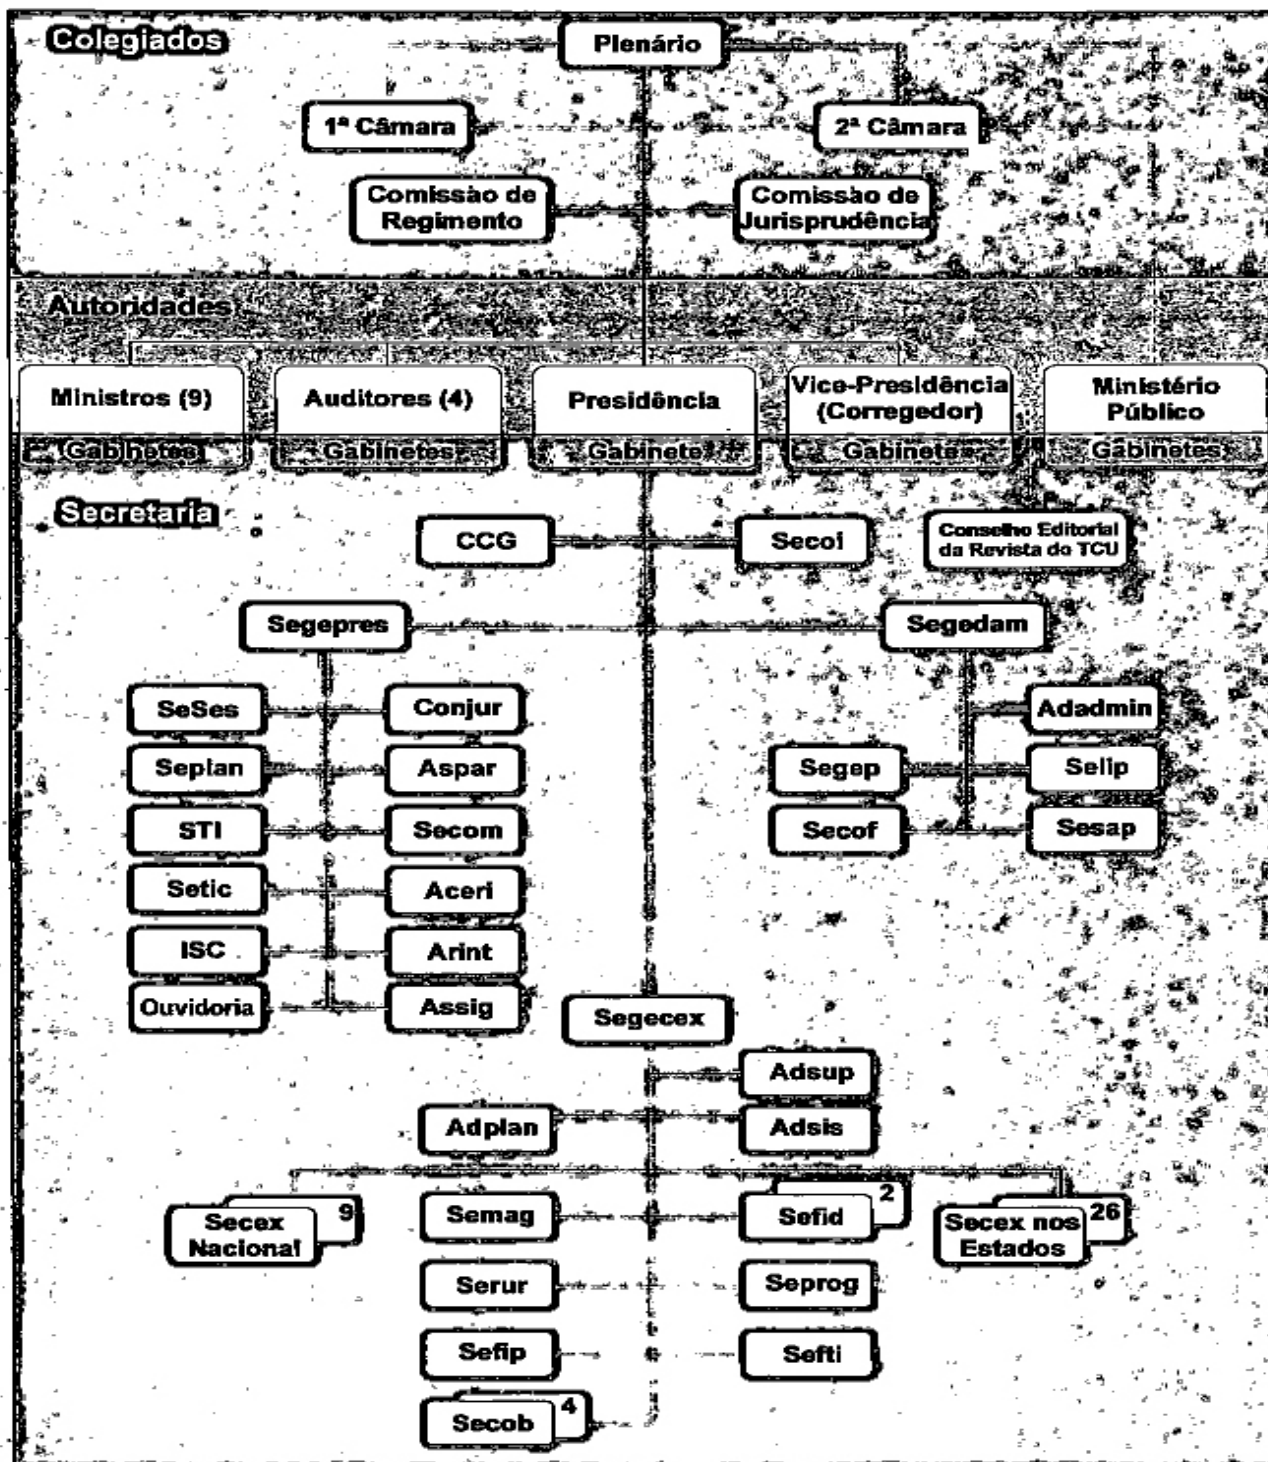 Colegiados
Plenário
1ª Câmara
2ª Câmara
Comissão de
Regimento
Comissão de
Jurisprudência
Autoridades
Ministros (9)
Gabinetes
Auditores (4)
Gabinetes
Presidência
Gabinete
Vice-Presidência
(Corregedor)
Gabinete
Ministério
Público
Gabinetes
Secretaria
CCG
Secoi
Conselho Editorial
da Revista do TCU
Segepres
Segedam
SeSes
Conjur
Adadmin
Seplan
Aspar
Segep
Selip
STI
Secom
Secof
Sesap
Setic
Aceri
ISC
Arint
Ouvidoria
Assig
Segecex
Adsup
Adplan
Adsis
Secex
Nacional
9
Semag
Sefid
2
Secex nos
Estados
26
Serur
Seprog
Sefip
Sefti
Secob
4